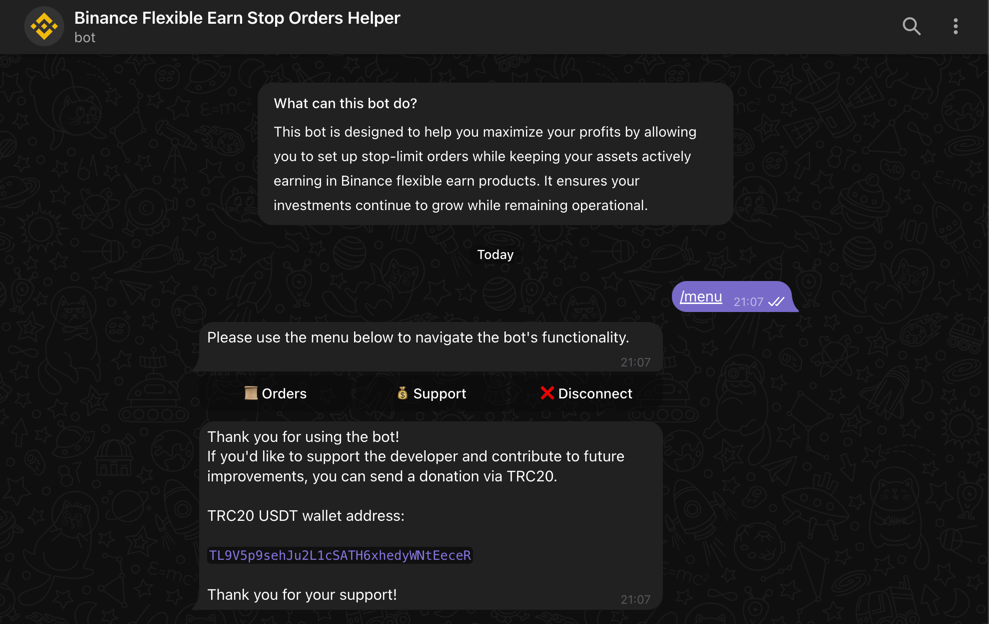 Binance Flexible Earn Stop Orders Helper
bot
What can this bot do?
This bot is designed to help you maximize your profits by allowing
you to set up stop-limit orders while keeping your assets actively
earning in Binance flexible earn products. It ensures your
investments continue to grow while remaining operational.
Today
/menu 21:07
Please use the menu below to navigate the bot's functionality.
21:07
📜 Orders 💰 Support ❌ Disconnect
Thank you for using the bot!
If you'd like to support the developer and contribute to future
improvements, you can send a donation via TRC20.
TRC20 USDT wallet address:
TL9V5p9sehJu2L1cSATH6xhedyWNtEeceR
Thank you for your support!
21:07